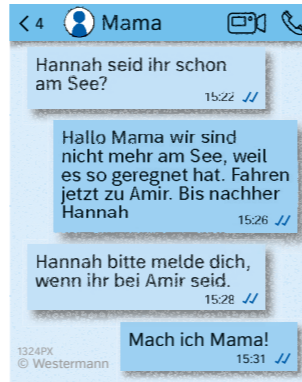 4 Mama
Hannah seid ihr schon
am See?
15:22
Hallo Mama wir sind
nicht mehr am See, weil
es so geregnet hat. Fahren
jetzt zu Amir. Bis nachher
Hannah
15:26
Hannah bitte melde dich,
wenn ihr bei Amir seid.
15:28
Mach ich Mama!
15:31
1324PX
© Westermann